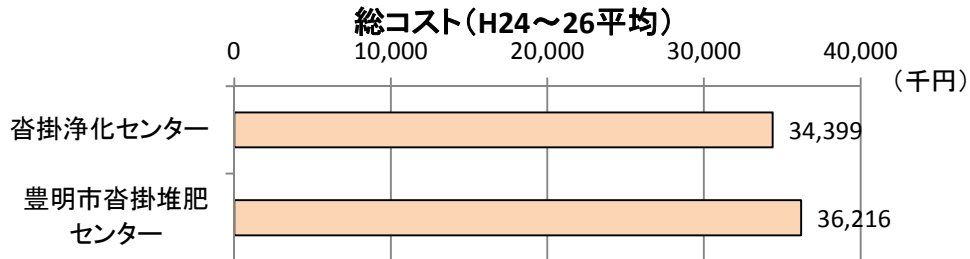 総コスト（H24～26平均）
0 10,000 20,000 30,000 40,000
（千円）
沓掛浄化センター 34,399
豊明市沓掛堆肥
センター 36,216